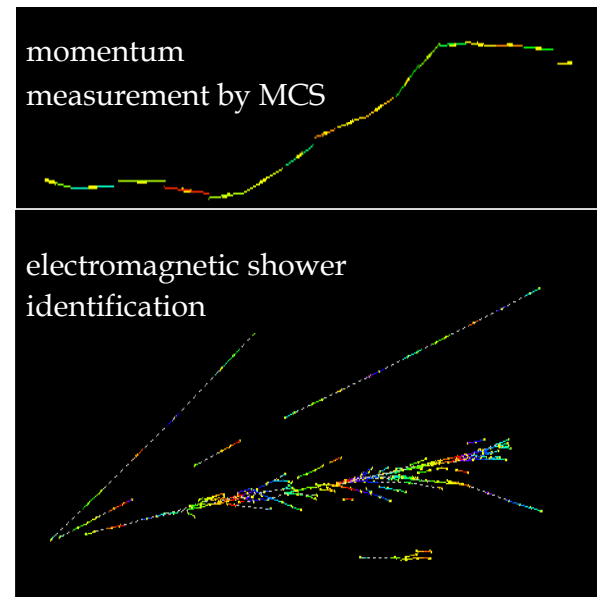 momentum
measurement by MCS
electromagnetic shower
identification